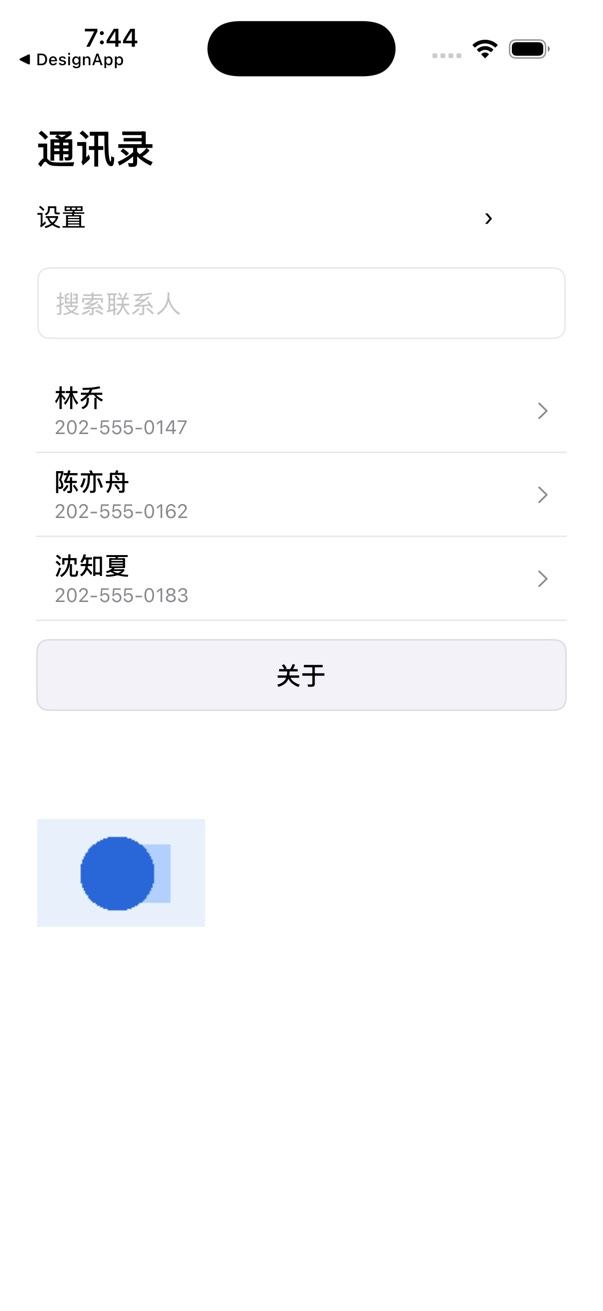 7:44
◀ DesignApp
通讯录
设置 ›
搜索联系人
林乔
202-555-0147
陈亦舟
202-555-0162
沈知夏
202-555-0183
关于